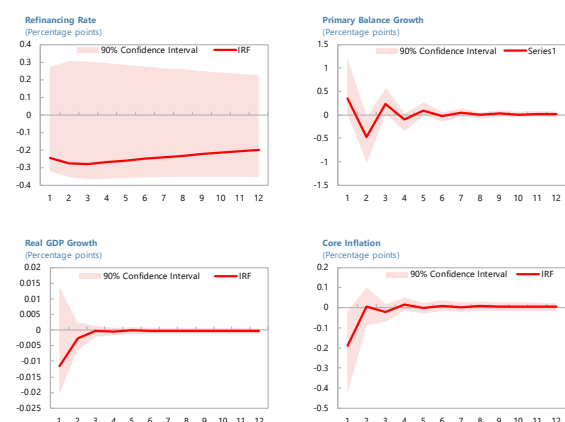 Refinancing Rate
(Percentage points)
90% Confidence Interval IRF
0.4
0.3
0.2
0.1
0
-0.1
-0.2
-0.3
-0.4
1 2 3 4 5 6 7 8 9 10 11 12
Primary Balance Growth
(Percentage points)
90% Confidence Interval Series1
1.5
1
0.5
0
-0.5
-1
-1.5
1 2 3 4 5 6 7 8 9 10 11 12
Real GDP Growth
(Percentage points)
90% Confidence Interval IRF
0.02
0.015
0.01
0.005
0
-0.005
-0.01
-0.015
-0.02
-0.025
1 2 3 4 5 6 7 8 9 10 11 12
Core Inflation
(Percentage points)
90% Confidence Interval IRF
0.2
0.1
0
-0.1
-0.2
-0.3
-0.4
-0.5
1 2 3 4 5 6 7 8 9 10 11 12